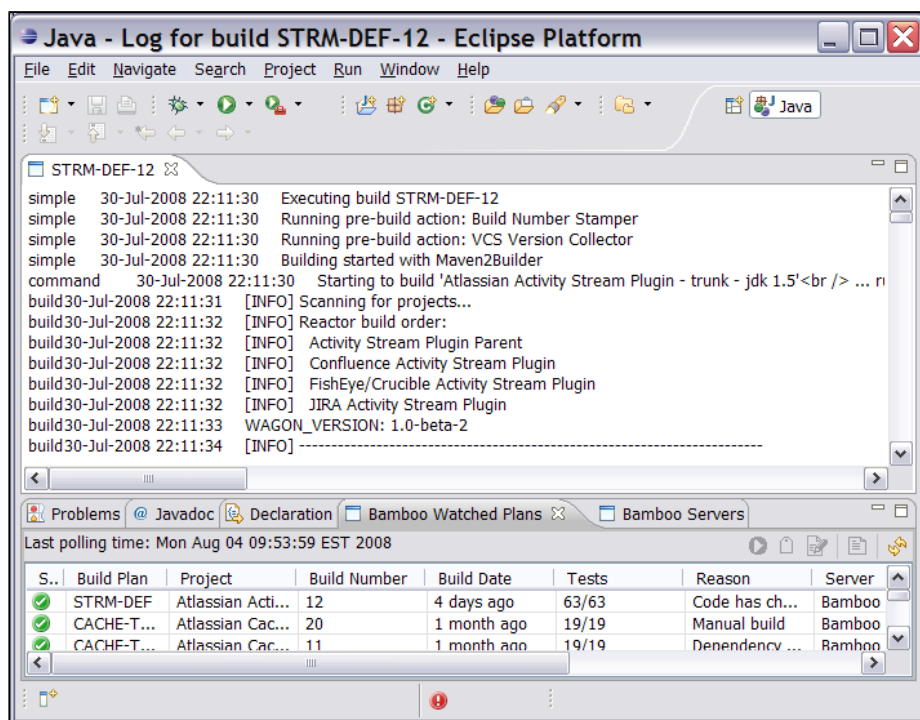 Java - Log for build STRM-DEF-12 - Eclipse Platform
File Edit Navigate Search Project Run Window Help
Java
STRM-DEF-12
simple 30-Jul-2008 22:11:30 Executing build STRM-DEF-12
simple 30-Jul-2008 22:11:30 Running pre-build action: Build Number Stamper
simple 30-Jul-2008 22:11:30 Running pre-build action: VCS Version Collector
simple 30-Jul-2008 22:11:30 Building started with Maven2Builder
command 30-Jul-2008 22:11:30 Starting to build 'Atlassian Activity Stream Plugin - trunk - jdk 1.5'<br /> ...
build30-Jul-2008 22:11:31 [INFO] Scanning for projects...
build30-Jul-2008 22:11:32 [INFO] Reactor build order:
build30-Jul-2008 22:11:32 [INFO] Activity Stream Plugin Parent
build30-Jul-2008 22:11:32 [INFO] Confluence Activity Stream Plugin
build30-Jul-2008 22:11:32 [INFO] FishEye/Crucible Activity Stream Plugin
build30-Jul-2008 22:11:32 [INFO] JIRA Activity Stream Plugin
build30-Jul-2008 22:11:33 WAGON_VERSION: 1.0-beta-2
build30-Jul-2008 22:11:34 [INFO] ------------------------------------------------------------------------
Problems @ Javadoc Declaration Bamboo Watched Plans Bamboo Servers
Last polling time: Mon Aug 04 09:53:59 EST 2008
S.. Build Plan Project Build Number Build Date Tests Reason Server
STRM-DEF Atlassian Acti... 12 4 days ago 63/63 Code has ch... Bamboo
CACHE-T... Atlassian Cac... 20 1 month ago 19/19 Manual build Bamboo
CACHE-T... Atlassian Cac... 11 1 month ago 19/19 Dependency ... Bamboo